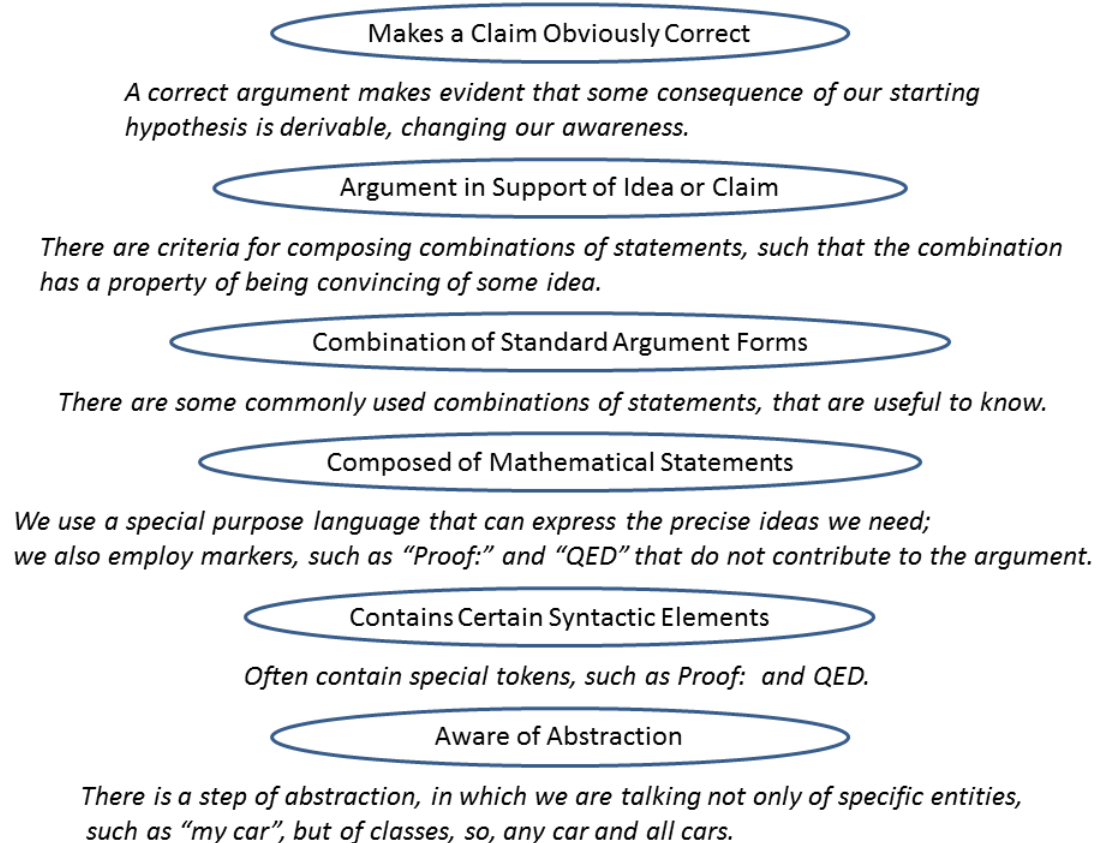 Makes a Claim Obviously Correct
A correct argument makes evident that some consequence of our starting
hypothesis is derivable, changing our awareness.
Argument in Support of Idea or Claim
There are criteria for composing combinations of statements, such that the combination
has a property of being convincing of some idea.
Combination of Standard Argument Forms
There are some commonly used combinations of statements, that are useful to know.
Composed of Mathematical Statements
We use a special purpose language that can express the precise ideas we need;
we also employ markers, such as “Proof:” and “QED” that do not contribute to the argument.
Contains Certain Syntactic Elements
Often contain special tokens, such as Proof: and QED.
Aware of Abstraction
There is a step of abstraction, in which we are talking not only of specific entities,
such as “my car”, but of classes, so, any car and all cars.